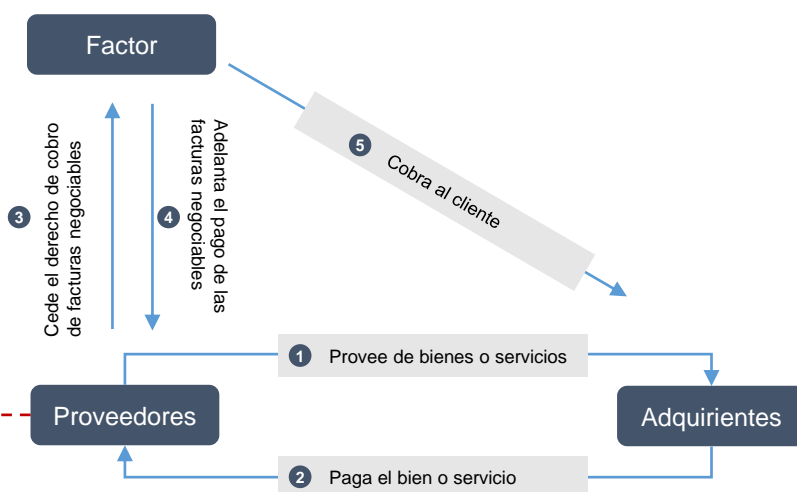 Factor
5 Cobra al cliente
3
Cede el derecho de cobro
de facturas negociables
4
Adelanta el pago de las
facturas negociables
1 Provee de bienes o servicios
Proveedores
Adquirientes
2 Paga el bien o servicio